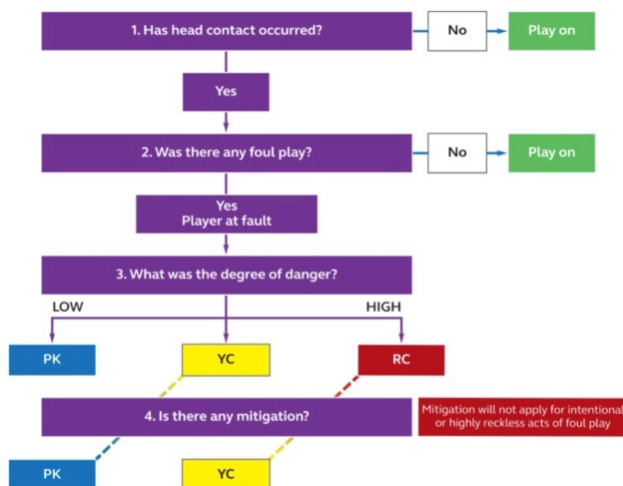 1. Has head contact occurred?
No
Play on
Yes
2. Was there any foul play?
No
Play on
Yes
Player at fault
3. What was the degree of danger?
LOW
HIGH
PK
YC
RC
4. Is there any mitigation?
Mitigation will not apply for intentional
or highly reckless acts of foul play
PK
YC